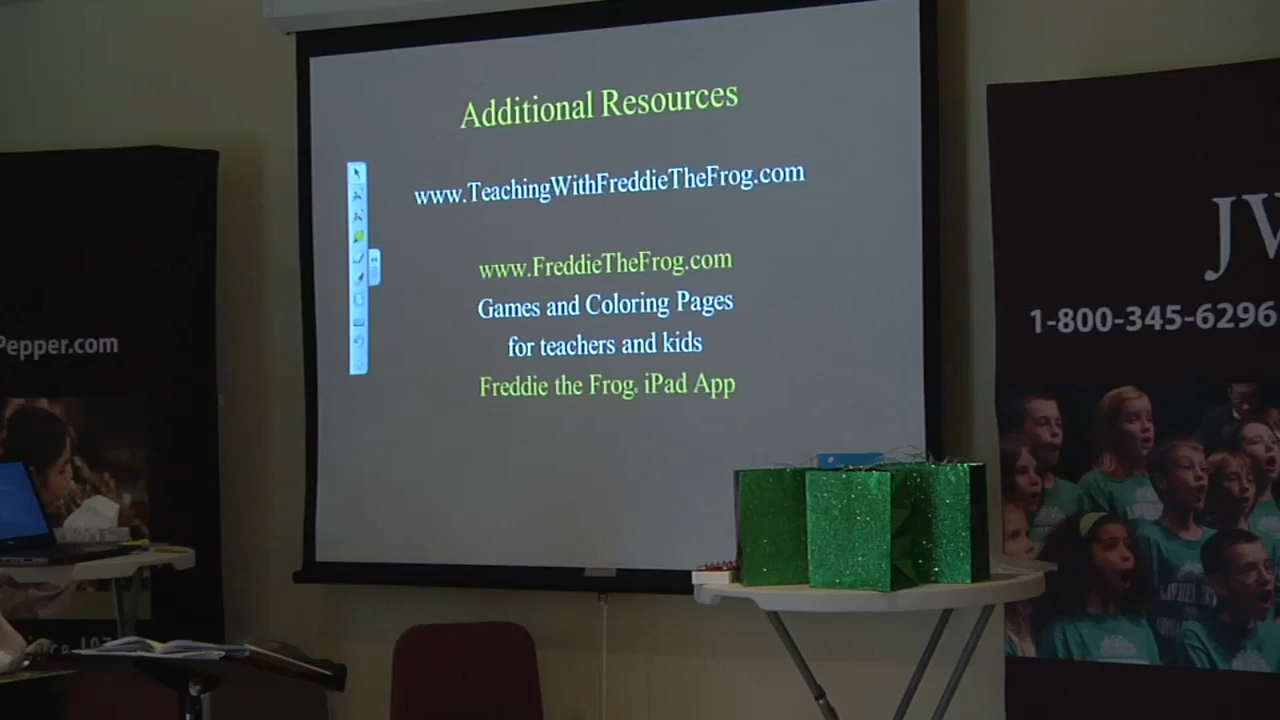 Additional Resources
www.TeachingWithFreddieTheFrog.com
www.FreddieTheFrog.com
Games and Coloring Pages
for teachers and kids
Freddie the Frog® iPad App
Pepper.com
JW
1-800-345-6296